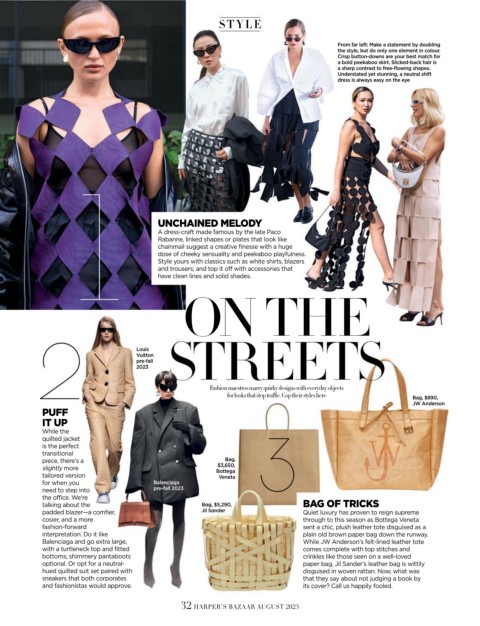 STYLE
From far left: Make a statement by doubling
the style, but do only one element in colour.
Crisp button-downs are your best match for
a bold peekaboo skirt. Slicked-back hair is
a sharp contrast to free-flowing shapes.
Understated yet stunning, a neutral shift
dress is always easy on the eye
1
UNCHAINED MELODY
A dress-craft made famous by the late Paco
Rabanne, linked shapes or plates that look like
chainmail suggest a creative finesse with a huge
dose of cheeky sensuality and peekaboo playfulness.
Style yours with classics such as white shirts, blazers
and trousers; and top it off with accessories that
have clean lines and solid shades.
ON THE
STREETS
Fashion maestros marry quirky designs with everyday objects
for looks that stop traffic. Cop their styles here
2
Louis
Vuitton
pre-fall
2023
PUFF
IT UP
While the
quilted jacket
is the perfect
transitional
piece, there's a
slightly more
tailored version
for when you
need to step into
the office. We're
talking about the
padded blazer—a comfier,
cosier, and a more
fashion-forward
interpretation. Do it like
Balenciaga and go extra large,
with a turtleneck top and fitted
bottoms; shimmery pantaboots
optional. Or opt for a neutral-
hued quilted suit set paired with
sneakers that both corporates
and fashionistas would approve.
Balenciaga
pre-fall 2023
Bag,
$3,650,
Bottega
Veneta
3
Bag, $890,
JW Anderson
Bag, $5,290,
Jil Sander
BAG OF TRICKS
Quiet luxury has proven to reign supreme
through to this season as Bottega Veneta
sent a chic, plush leather tote disguised as a
plain old brown paper bag down the runway.
While JW Anderson's felt-lined leather tote
comes complete with top stitches and
crinkles like those seen on a well-loved
paper bag, Jil Sander's leather bag is wittily
disguised in woven rattan. Now, what was
that they say about not judging a book by
its cover? Call us happily fooled.
32 HARPER'S BAZAAR AUGUST 2023